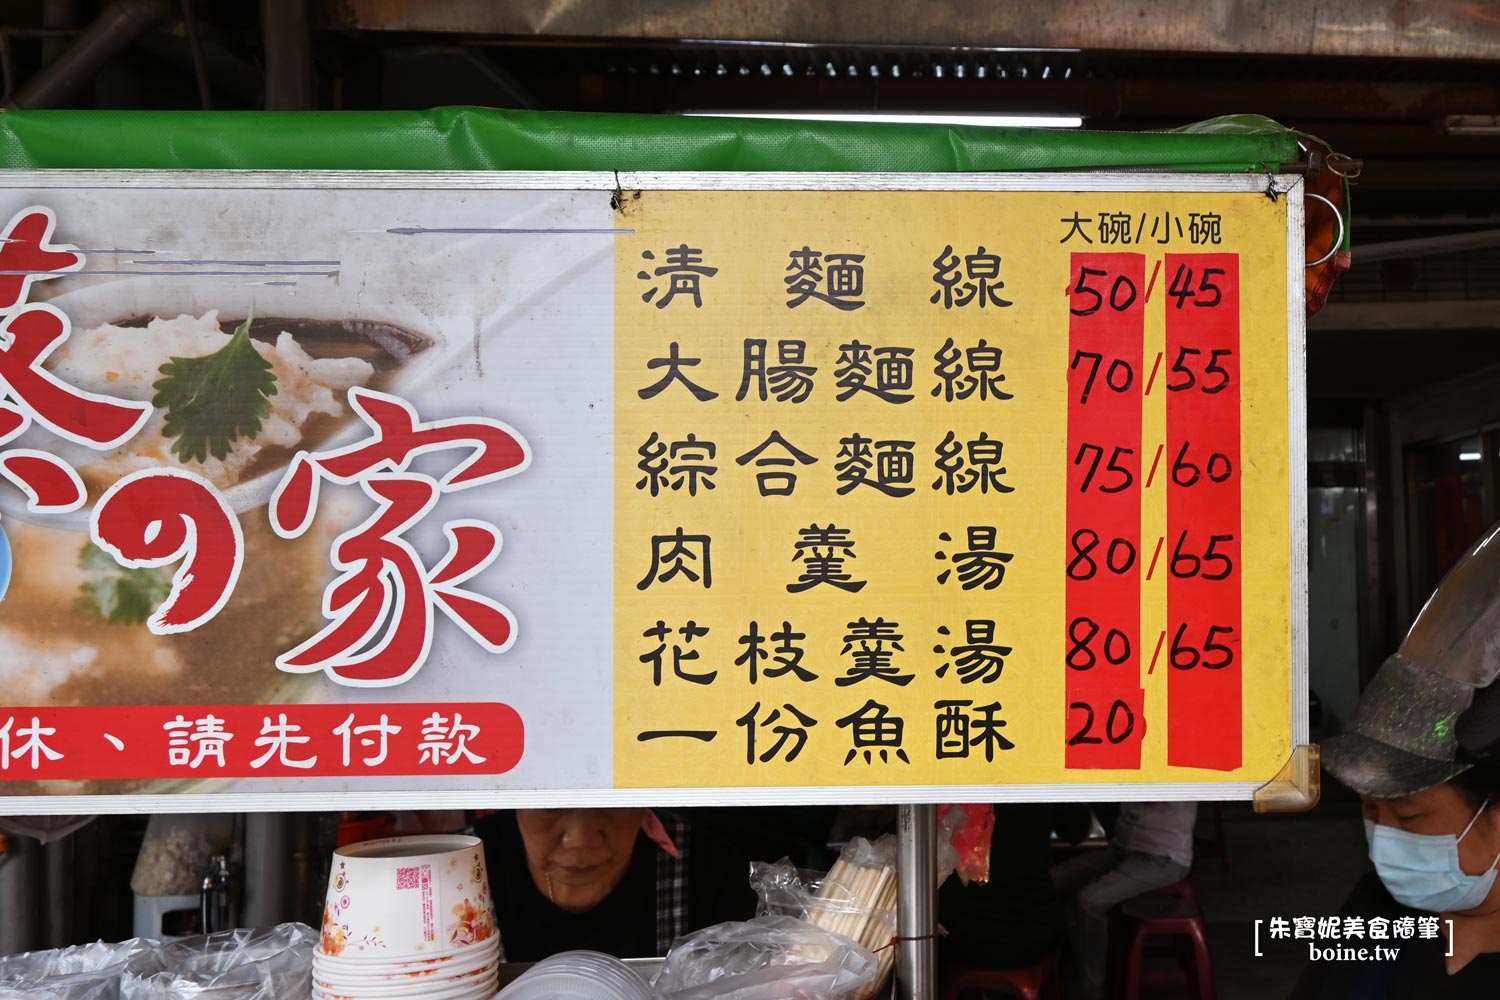 の家
休、請先付款
大碗/小碗
清麵線 50/45
大腸麵線 70/55
綜合麵線 75/60
肉羹湯 80/65
花枝羹湯 80/65
一份魚酥 20
[朱寶妮美食隨筆]
boine.tw